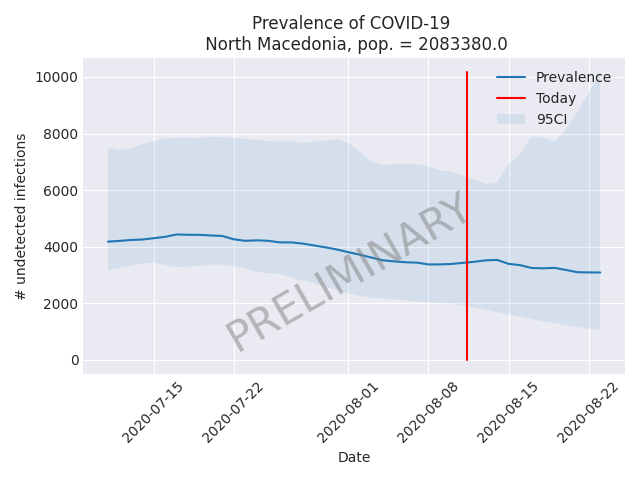 Prevalence of COVID-19
North Macedonia, pop. = 2083380.0
10000
8000
6000
4000
2000
0
# undetected infections
Prevalence
Today
95CI
PRELIMINARY
2020-07-15
2020-07-22
2020-08-01
2020-08-08
2020-08-15
2020-08-22
Date